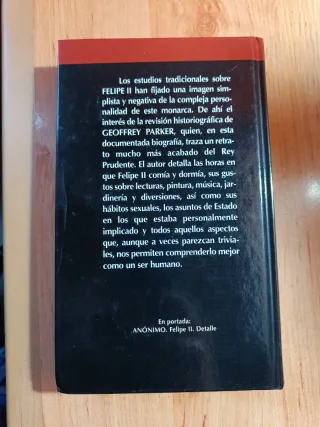 Los estudios tradicionales sobre
FELIPE II han fijado una imagen sim-
plista y negativa de la compleja perso-
nalidad de este monarca. De ahí el
interés de la revisión historiográfica de
GEOFFREY PARKER, quien, en esta
documentada biografía, traza un retra-
to mucho más acabado del Rey
Prudente. El autor detalla las horas en
que Felipe II comía y dormía, sus gus-
tos sobre lecturas, pintura, música, jar-
dinería y diversiones, así como sus
hábitos sexuales, los asuntos de Estado
en los que estaba personalmente
implicado y todos aquellos aspectos
que, aunque a veces parezcan trivia-
les, nos permiten comprenderlo mejor
como un ser humano.
En portada:
ANÓNIMO. Felipe II. Detalle